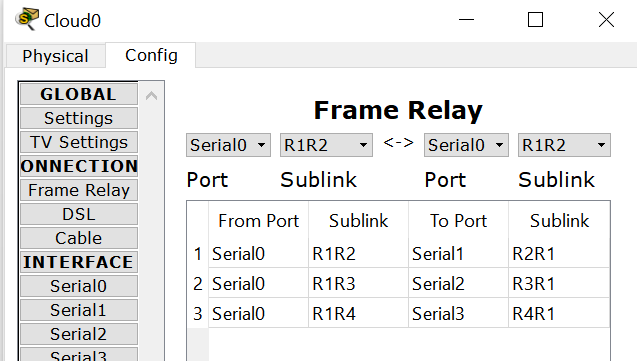 Cloud0
Physical Config
GLOBAL
Settings
TV Settings
ONNECTION
Frame Relay
DSL
Cable
INTERFACE
Serial0
Serial1
Serial2
Serial3
Frame Relay
Serial0 R1R2 <-> Serial0 R1R2
Port Sublink Port Sublink
From Port Sublink To Port Sublink
1 Serial0 R1R2 Serial1 R2R1
2 Serial0 R1R3 Serial2 R3R1
3 Serial0 R1R4 Serial3 R4R1